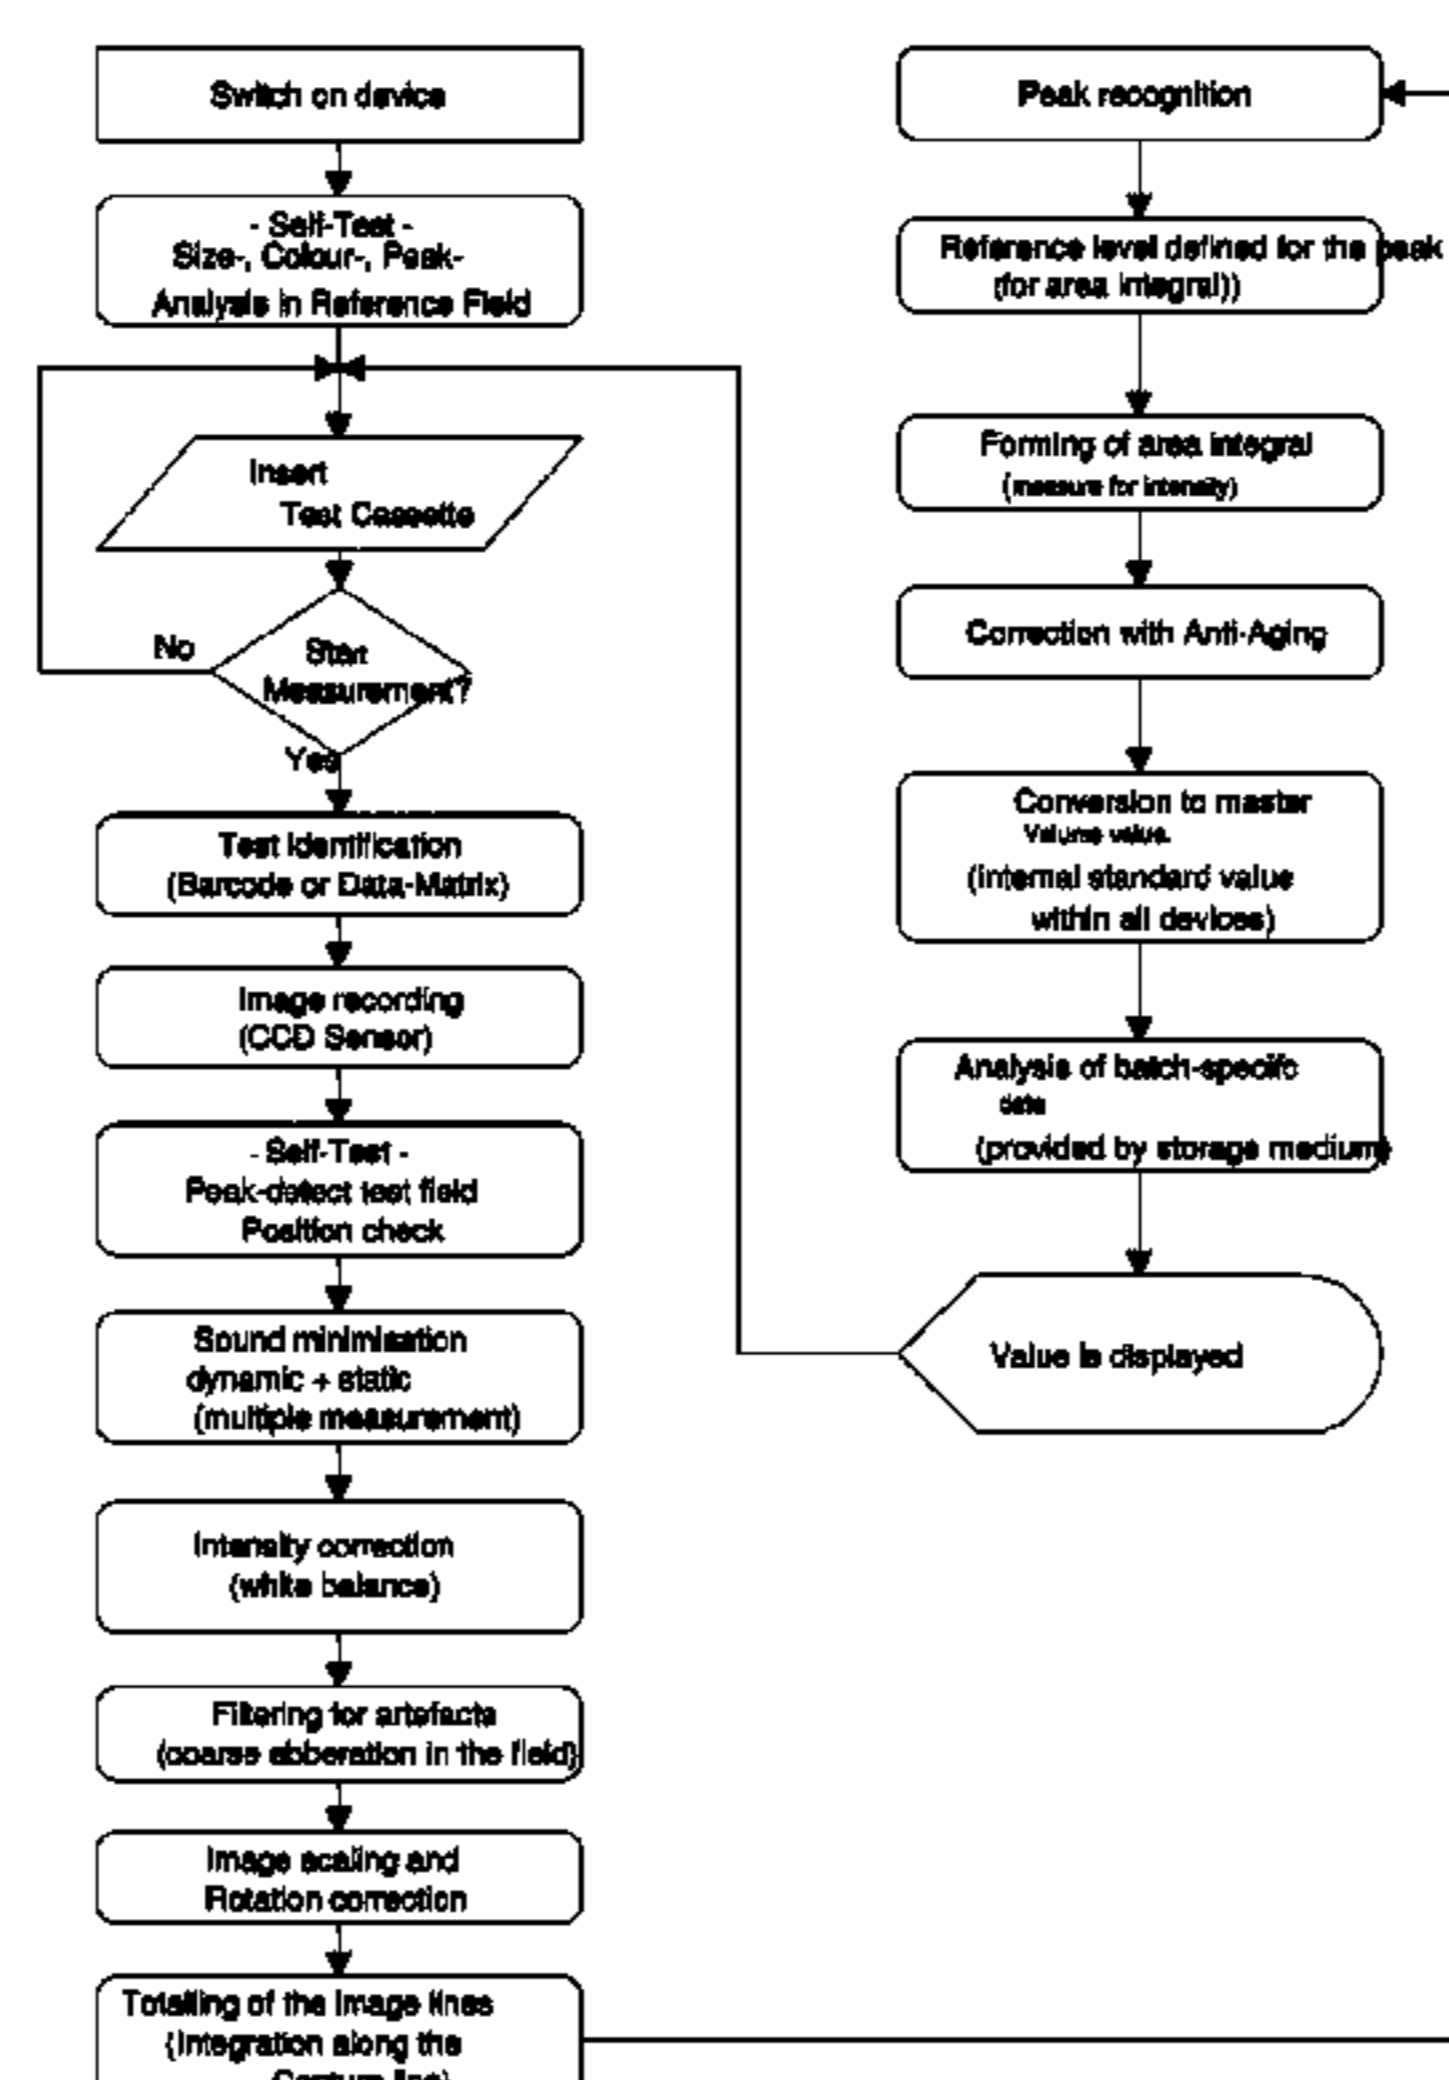 Switch on device
- Self-Test -
Size-, Colour-, Peak-
Analysis in Reference Field
Insert
Test Cassette
No
Start
Measurement?
Yes
Test Identification
(Barcode or Data-Matrix)
Image recording
(CCD Sensor)
- Self-Test -
Peak-detect test field
Position check
Sound minimisation
dynamic + static
(multiple measurement)
Intensity correction
(white balance)
Filtering for artefacts
(coarse abberation in the field)
Image scaling and
Rotation correction
Totalling of the image lines
(Integration along the
Peak recognition
Reference level defined for the peak
(for area integral))
Forming of area integral
(measure for intensity)
Correction with Anti-Aging
Conversion to master
Volume value.
(internal standard value
within all devices)
Analysis of batch-specifc
data
(provided by storage medium)
Value is displayed